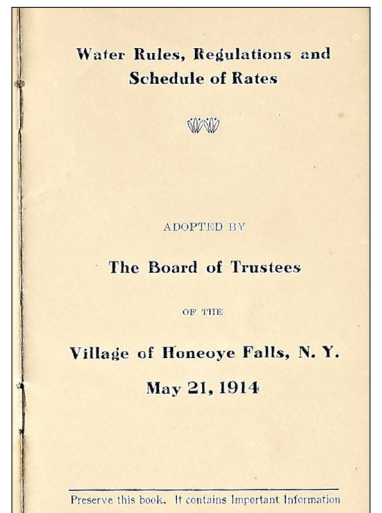 Water Rules, Regulations and
Schedule of Rates
ADOPTED BY
The Board of Trustees
OF THE
Village of Honeoye Falls, N. Y.
May 21, 1914
Preserve this book. It contains Important Information